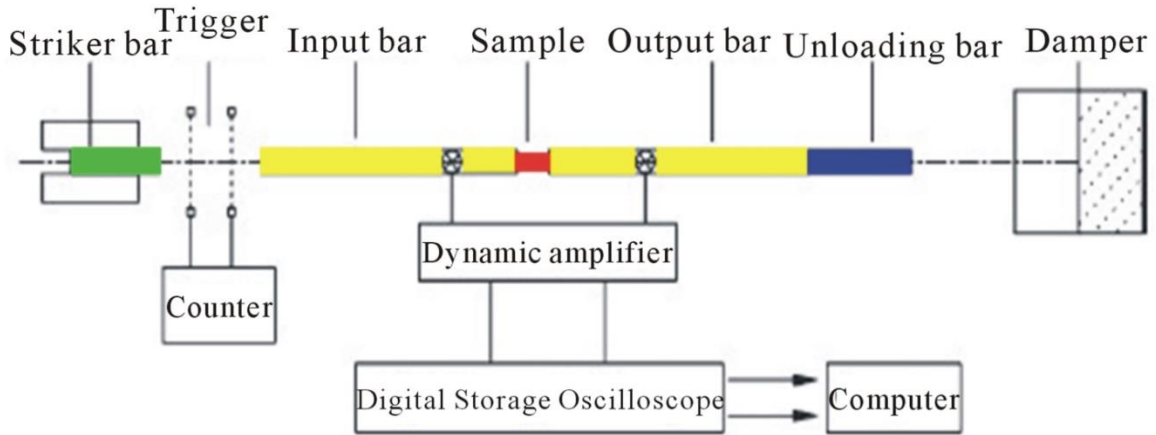 Striker bar
Trigger
Input bar
Sample
Output bar
Unloading bar
Damper
Dynamic amplifier
Counter
Digital Storage Oscilloscope
Computer